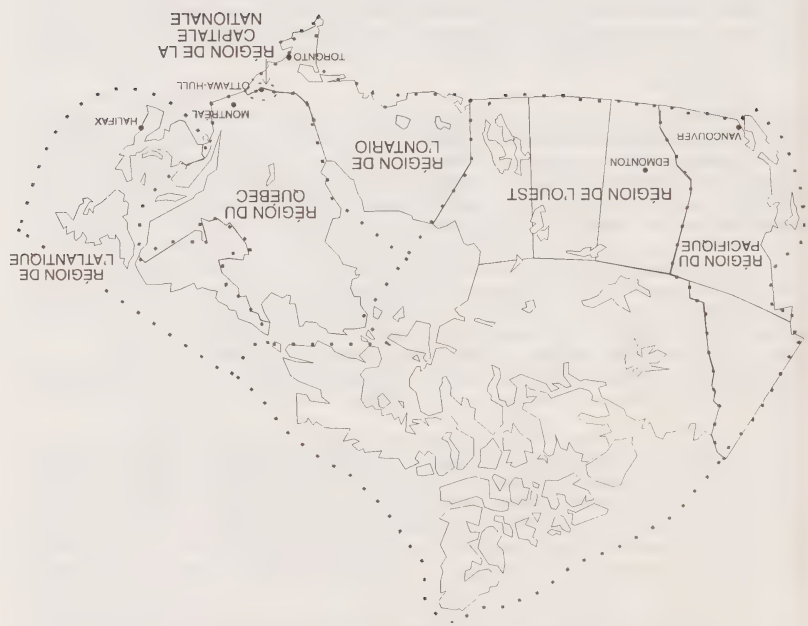 RÉGION DU
PACIFIQUE
RÉGION DE
L'ATLANTIQUE
RÉGION DE L'OUEST
EDMONTON
VANCOUVER
RÉGION DU
QUÉBEC
RÉGION DE
L'ONTARIO
HALIFAX
MONTRÉAL
OTTAWA-HULL
TORONTO
RÉGION DE LA
CAPITALE
NATIONALE